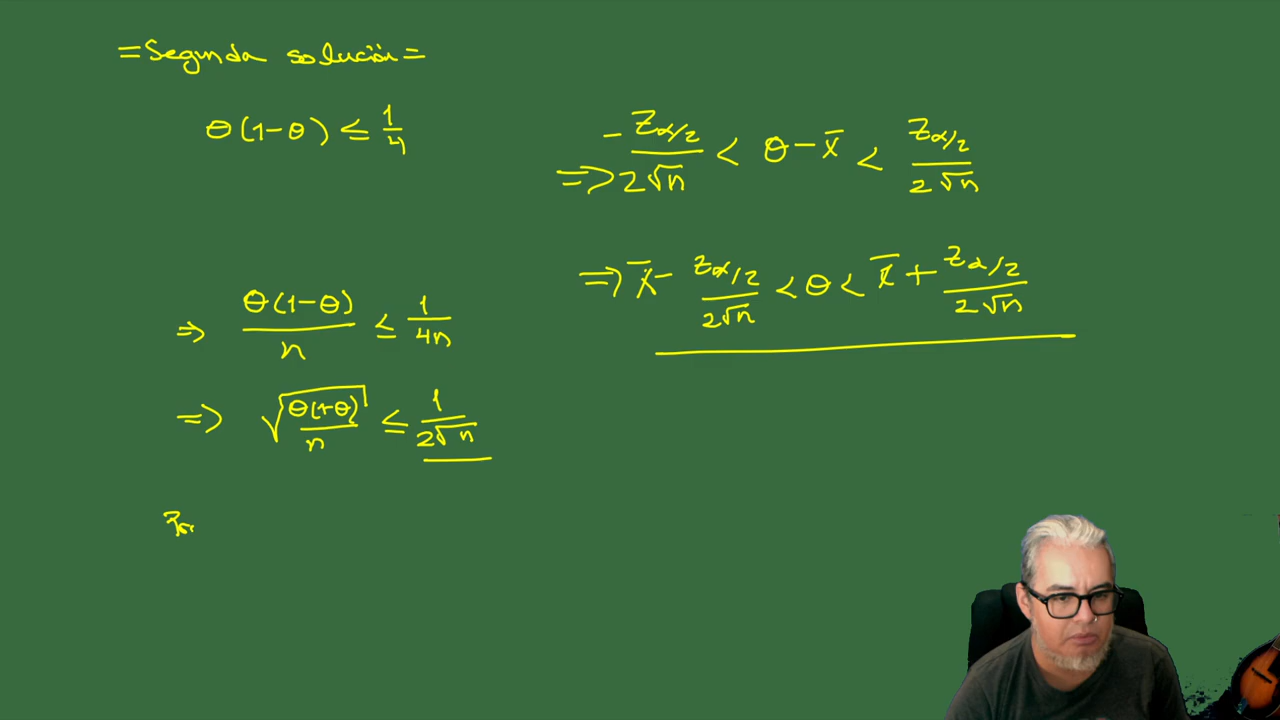 =Segunda solución=
θ(1-θ) ≤ 1/4
⇒ θ(1-θ)/n ≤ 1/4n
⇒ √(θ(1-θ)/n) ≤ 1/2√n
⇒ -Zα/2/2√n < θ - x̄ < Zα/2/2√n
⇒ x̄ - Zα/2/2√n < θ < x̄ + Zα/2/2√n